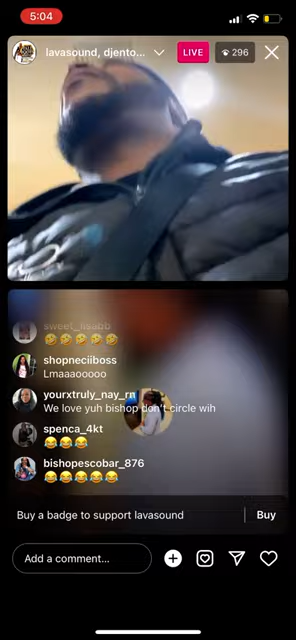 5:04
lavasound, djento...
LIVE
296
sweet_lisabb
shopneciiboss
Lmaaaooooo
yourxtruly_nay_rn
We love yuh bishop don't circle wih
spenca_4kt
bishopescobar_876
Buy a badge to support lavasound
Buy
Add a comment...